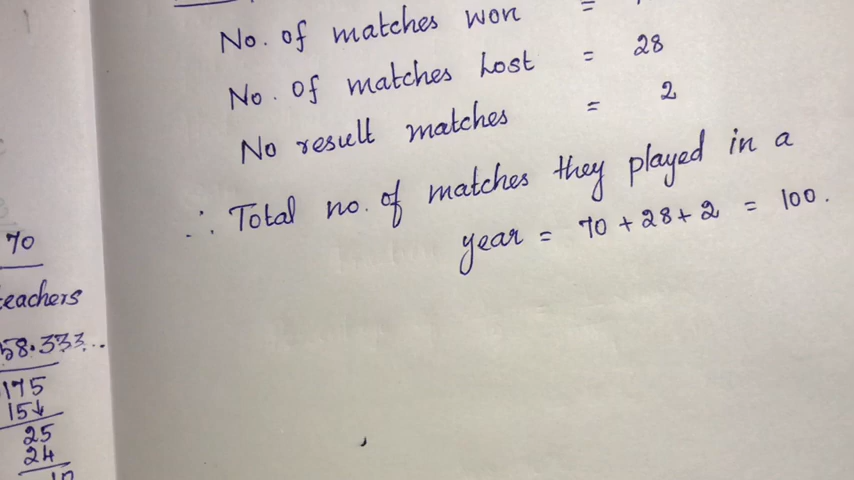 No. of matches won =
No. of matches Lost = 28
No result matches = 2
∴ Total no. of matches they played in a
year = 70 + 28 + 2 = 100.
70
teachers
58.333...
175
15↓
25
24